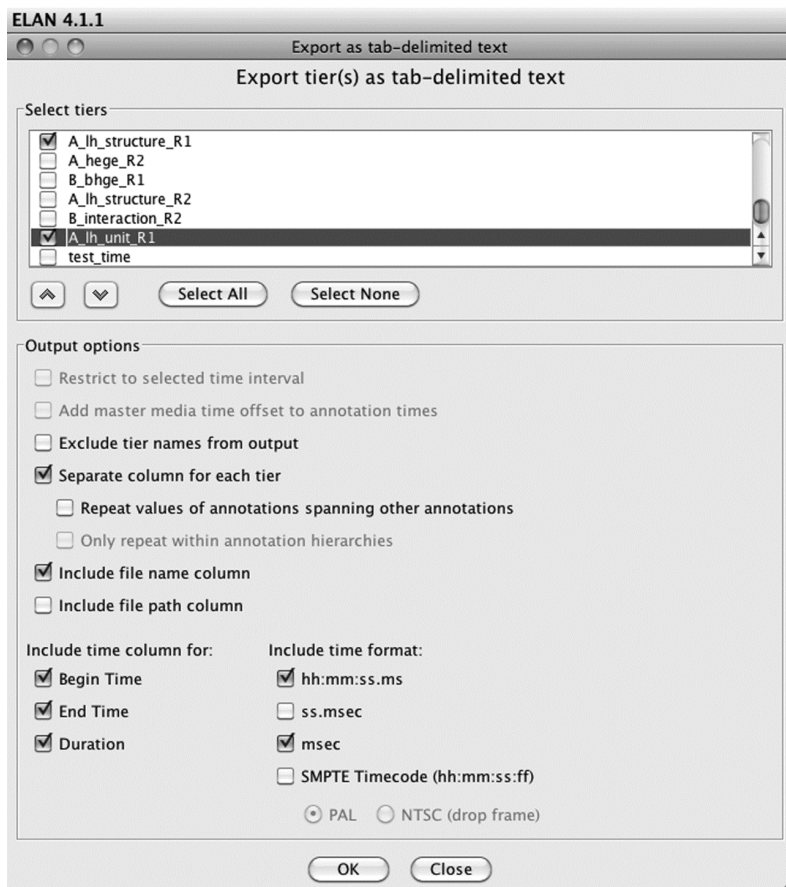 ELAN 4.1.1
Export as tab-delimited text
Export tier(s) as tab-delimited text
Select tiers
A_lh_structure_R1
A_hege_R2
B_bhge_R1
A_lh_structure_R2
B_interaction_R2
A_lh_unit_R1
test_time
Select All Select None
Output options
Restrict to selected time interval
Add master media time offset to annotation times
Exclude tier names from output
Separate column for each tier
Repeat values of annotations spanning other annotations
Only repeat within annotation hierarchies
Include file name column
Include file path column
Include time column for: Include time format:
Begin Time hh:mm:ss.ms
End Time ss.msec
Duration msec
SMPTE Timecode (hh:mm:ss:ff)
PAL NTSC (drop frame)
OK Close